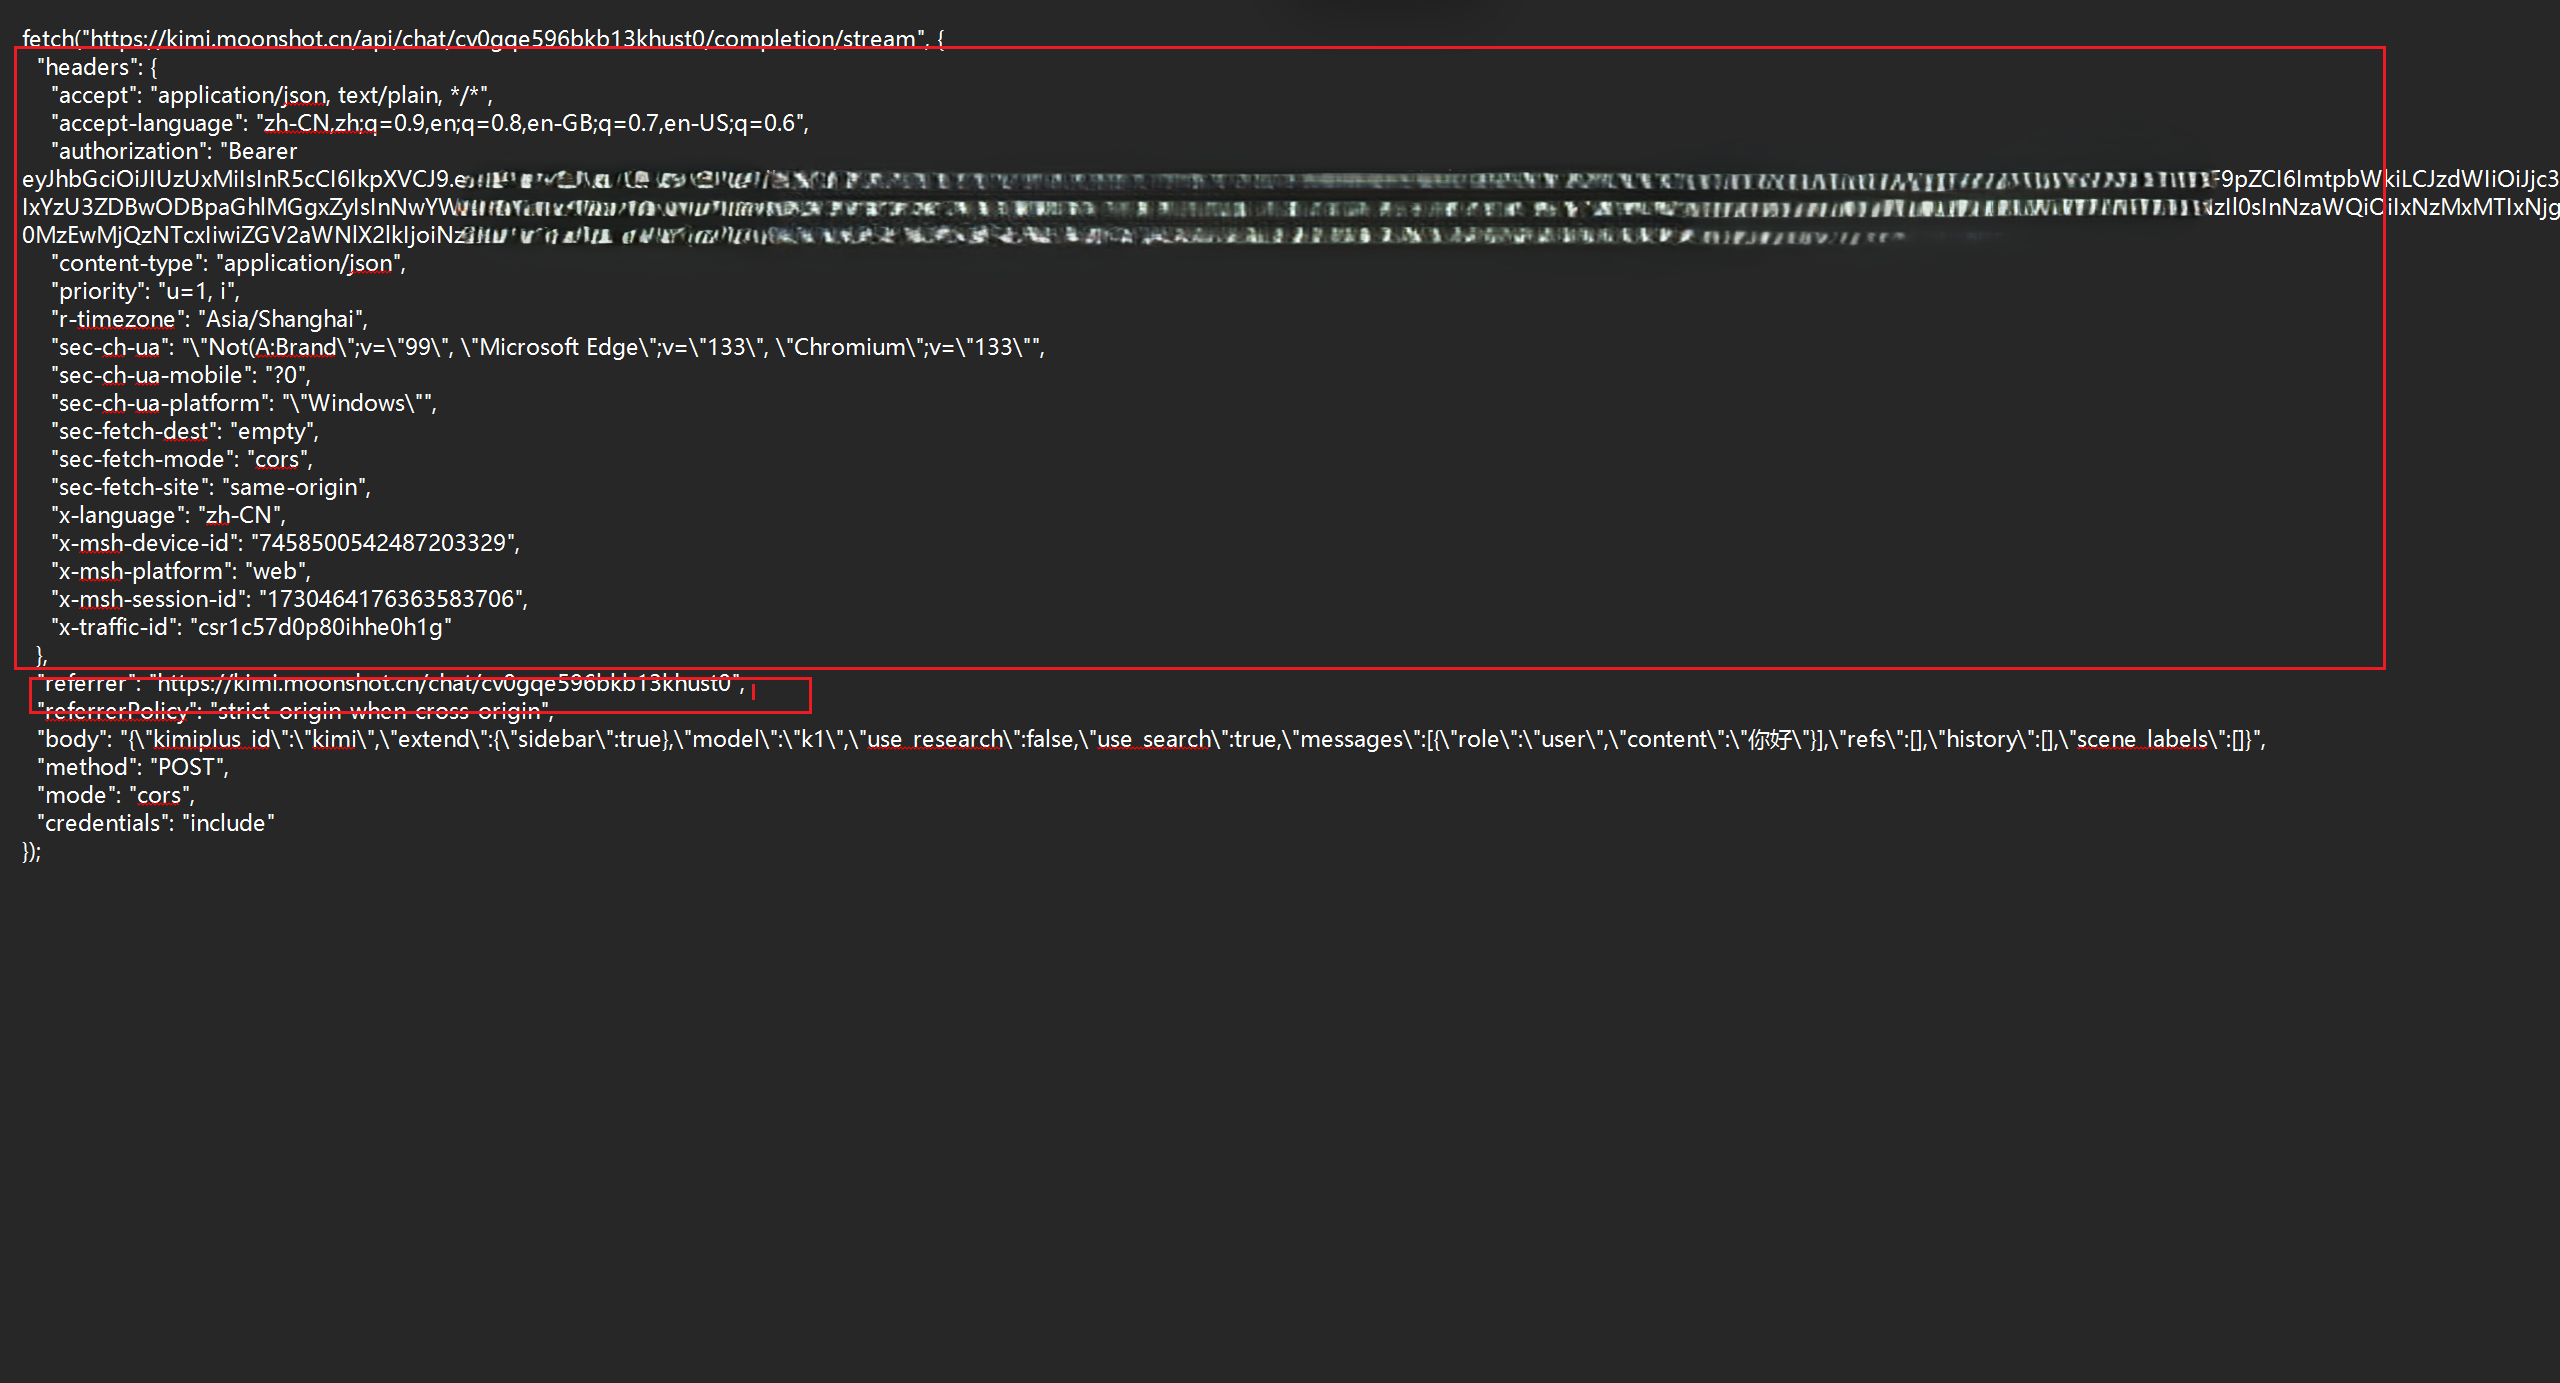 fetch("https://kimi.moonshot.cn/api/chat/cv0gqe596bkb13khust0/completion/stream", {
"headers": {
"accept": "application/json, text/plain, */*",
"accept-language": "zh-CN,zh;q=0.9,en;q=0.8,en-GB;q=0.7,en-US;q=0.6",
"authorization": "Bearer
eyJhbGciOiJIUzUxMiIsInR5cCI6IkpXVCJ9.e F9pZCI6ImtpbWkiLCJzdWIiOiJjc3
IxYzU3ZDBwODBpaGhlMGgxZyIsInNwYW zIl0sInNzaWQiOiIxNzMxMTIxNjg
0MzEwMjQzNTcxIiwiZGV2aWNlX2lkIjoiNz
"content-type": "application/json",
"priority": "u=1, i",
"r-timezone": "Asia/Shanghai",
"sec-ch-ua": "\"Not(A:Brand\";v=\"99\", \"Microsoft Edge\";v=\"133\", \"Chromium\";v=\"133\"",
"sec-ch-ua-mobile": "?0",
"sec-ch-ua-platform": "\"Windows\"",
"sec-fetch-dest": "empty",
"sec-fetch-mode": "cors",
"sec-fetch-site": "same-origin",
"x-language": "zh-CN",
"x-msh-device-id": "7458500542487203329",
"x-msh-platform": "web",
"x-msh-session-id": "1730464176363583706",
"x-traffic-id": "csr1c57d0p80ihhe0h1g"
},
"referrer": "https://kimi.moonshot.cn/chat/cv0gqe596bkb13khust0",
"referrerPolicy": "strict-origin-when-cross-origin",
"body": "{\"kimiplus_id\":\"kimi\",\"extend\":{\"sidebar\":true},\"model\":\"k1\",\"use_research\":false,\"use_search\":true,\"messages\":[{\"role\":\"user\",\"content\":\"你好\"}],\"refs\":[],\"history\":[],\"scene_labels\":[]}",
"method": "POST",
"mode": "cors",
"credentials": "include"
});